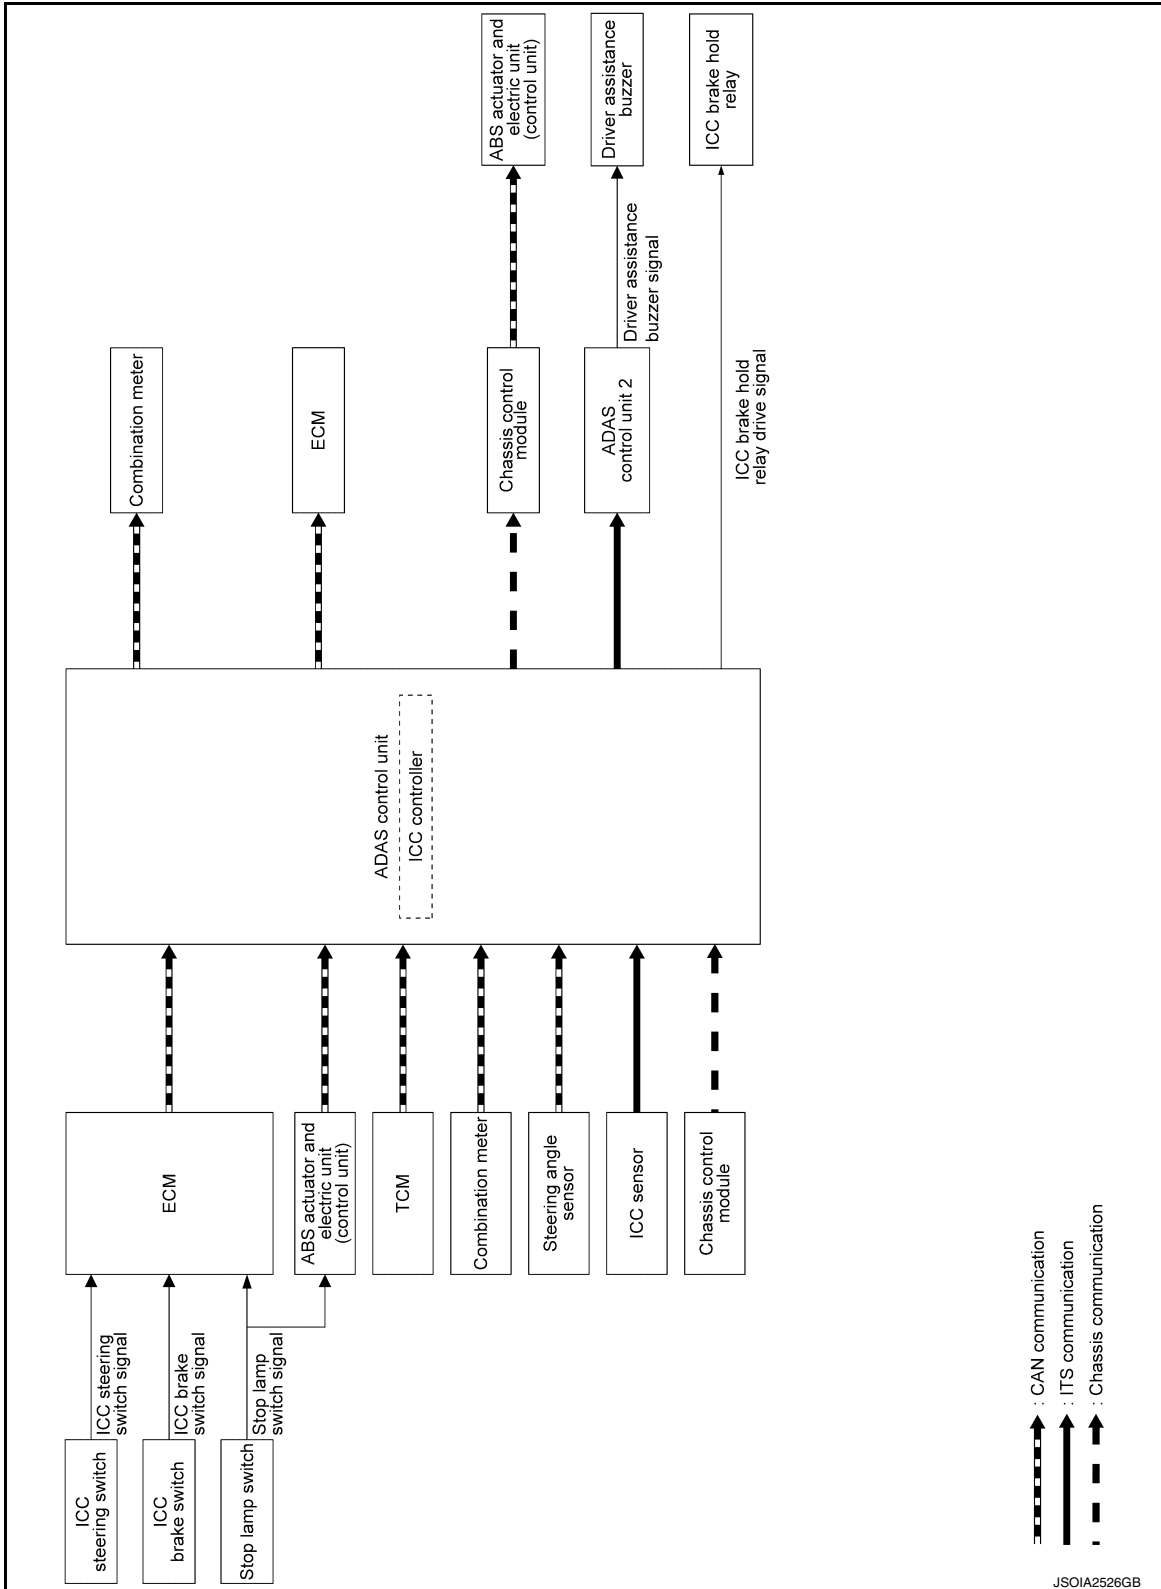 ICC
steering switch
ICC steering
switch signal
ICC
brake switch
ICC brake
switch signal
Stop lamp switch
Stop lamp
switch signal
ECM
ABS actuator and
electric unit
(control unit)
TCM
Combination meter
Steering angle
sensor
ICC sensor
Chassis control
module
ADAS control unit
ICC controller
Combination meter
ECM
Chassis control
module
ABS actuator and
electric unit
(control unit)
ADAS
control unit 2
Driver assistance
buzzer signal
Driver assistance
buzzer
ICC brake hold
relay drive signal
ICC brake hold
relay
: CAN communication
: ITS communication
: Chassis communication
JSOIA2526GB